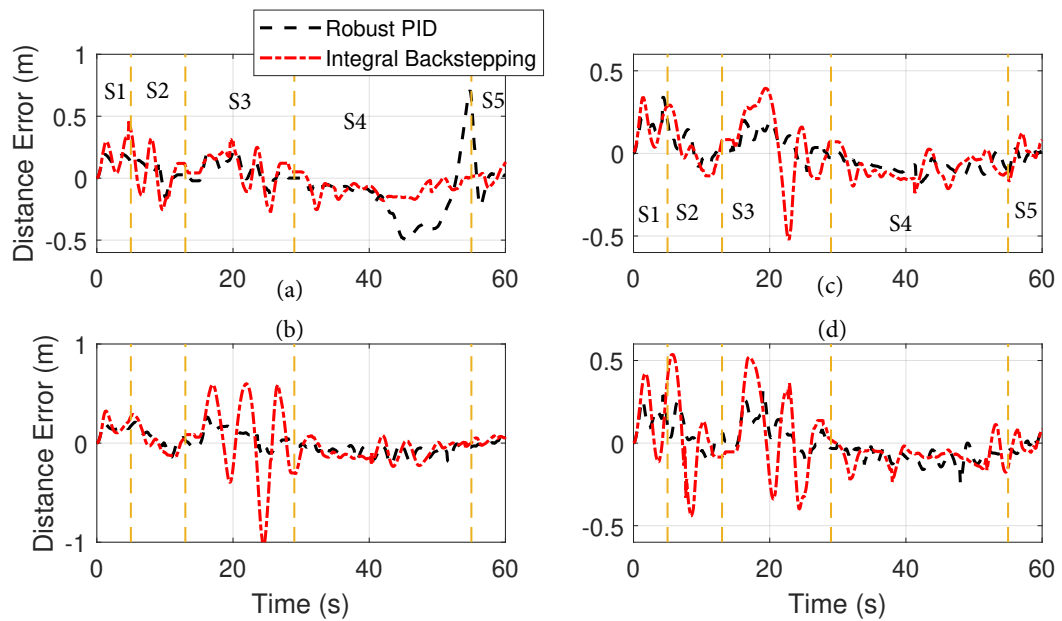 Robust PID
Integral Backstepping
Distance Error (m)
1
0.5
0
-0.5
S1 S2 S3 S4 S5
0 20 40 60
(a)
0.5
0
-0.5
S1 S2 S3 S4 S5
0 20 40 60
(c)
(b)
Distance Error (m)
1
0
-1
0 20 40 60
Time (s)
(d)
0.5
0
-0.5
0 20 40 60
Time (s)